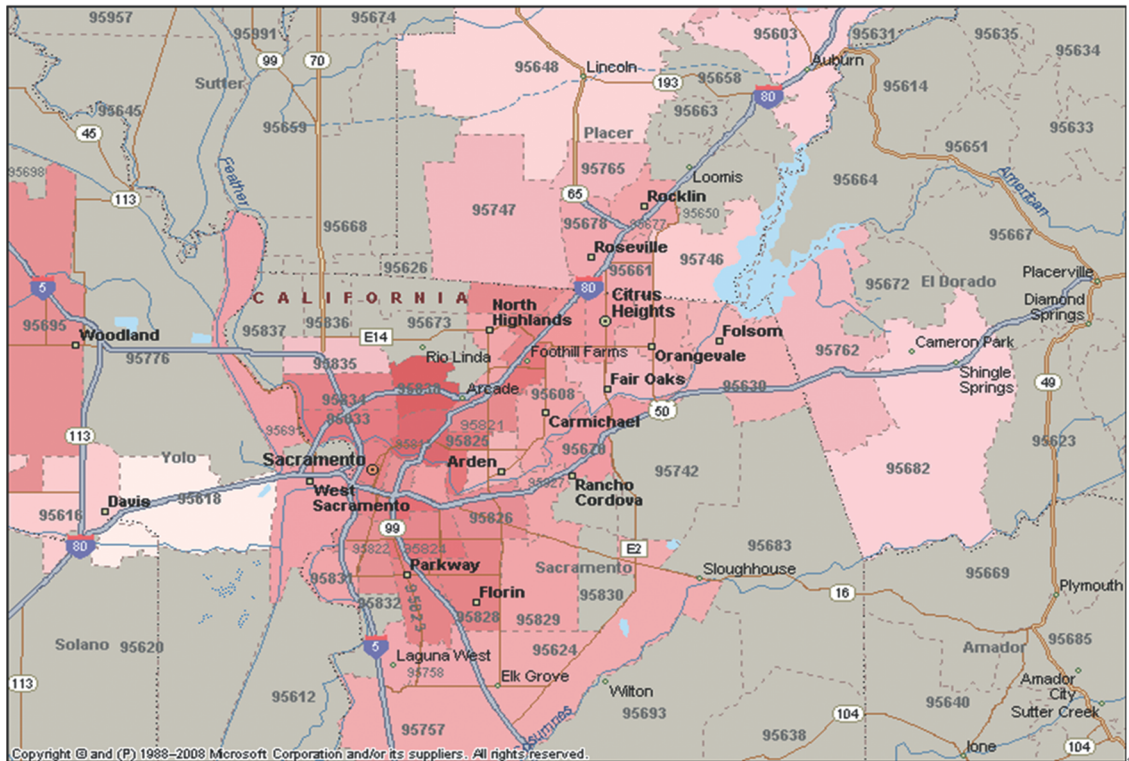 95957
95991
95674
99
70
Sutter
95645
45
95659
95698
113
Feather
95668
95626
95648
Lincoln
193
95658
95663
95603
Auburn
80
95631
95635
95634
95614
95633
95651
American
95664
95667
Placer
95765
Loomis
65
Rocklin
95747
95678
95677
95650
Roseville
95661
95746
95672
El Dorado
Placerville
Diamond
Springs
5
CALIFORNIA
80
Citrus
Heights
North
Highlands
95695
Woodland
95837
95836
95673
E14
Rio Linda
Foothill Farms
Orangevale
Folsom
95762
Cameron Park
Shingle
Springs
95776
95835
95838
Arcade
Fair Oaks
95630
50
49
95834
95833
95608
Carmichael
113
95821
95825
95670
95623
Yolo
Sacramento
Arden
95742
95682
95618
West
Sacramento
Rancho
Cordova
Davis
95616
80
99
95826
E2
95822
95824
Parkway
Sacramento
95683
Sloughhouse
95669
95831
95832
95823
Florin
95828
95829
95830
16
Plymouth
Solano
95620
5
Laguna West
95758
95624
Elk Grove
Wilton
Amador
95685
Amador
City
Sutter Creek
113
95612
95757
95693
95640
104
95638
Ione
104
Copyright © and (P) 1988–2008 Microsoft Corporation and/or its suppliers. All rights reserved.